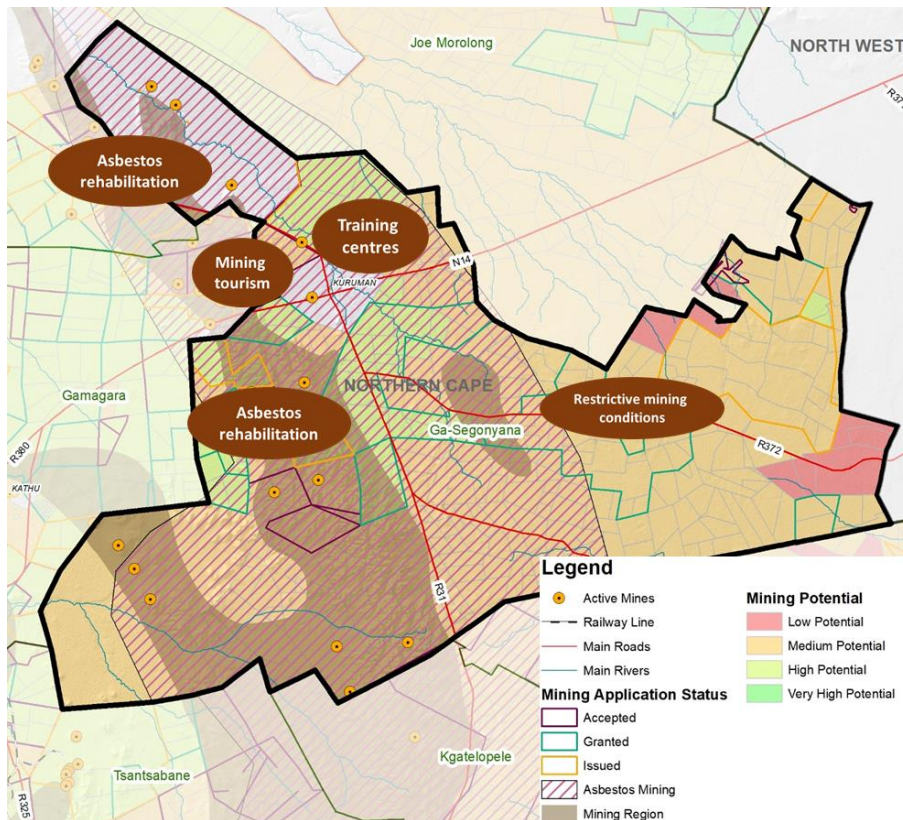 Joe Morolong
NORTH WEST
R37
Asbestos
rehabilitation
Training
centres
Mining
tourism
N14
KURUMAN
Gamagara
NORTHERN CAPE
Asbestos
rehabilitation
Restrictive mining
conditions
Ga-Segonyana
R372
R380
KATHU
R31
Kgatelopele
Tsantsabane
R325
Legend
Active Mines
Railway Line
Main Roads
Main Rivers
Mining Application Status
Accepted
Granted
Issued
Asbestos Mining
Mining Region
Mining Potential
Low Potential
Medium Potential
High Potential
Very High Potential